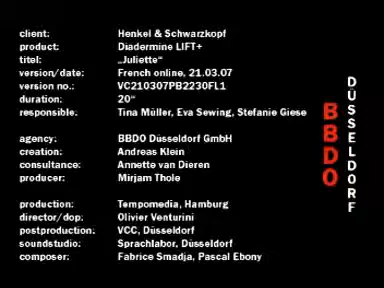 client: Henkel & Schwarzkopf
product: Diadermine LIFT+
titel: „Juliette“
version/date: French online, 21.03.07
version no.: VC210307PB2230FL1
duration: 20“
responsible: Tina Müller, Eva Sewing, Stefanie Giese
agency: BBDO Düsseldorf GmbH
creation: Andreas Klein
consultance: Annette van Dieren
producer: Mirjam Thole
production: Tempomedia, Hamburg
director/dop: Olivier Venturini
postproduction: VCC, Düsseldorf
soundstudio: Sprachlabor, Düsseldorf
composer: Fabrice Smadja, Pascal Ebony
BBDO
DÜSSELDORF